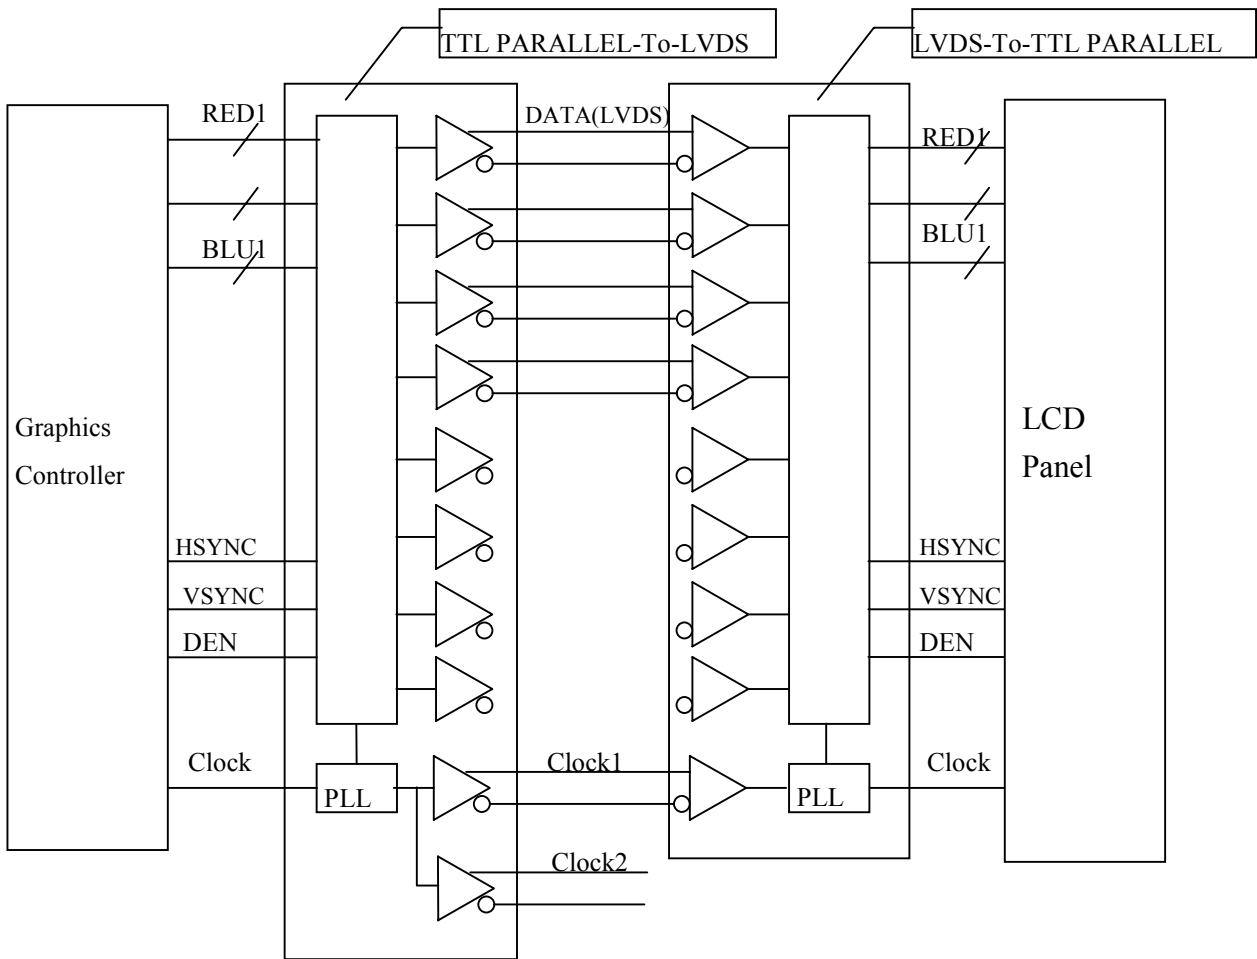 TTL PARALLEL-To-LVDS
LVDS-To-TTL PARALLEL
RED1
DATA(LVDS)
RED1
BLU1
BLU1
Graphics
Controller
LCD
Panel
HSYNC
HSYNC
VSYNC
VSYNC
DEN
DEN
Clock
Clock1
Clock
PLL
PLL
Clock2